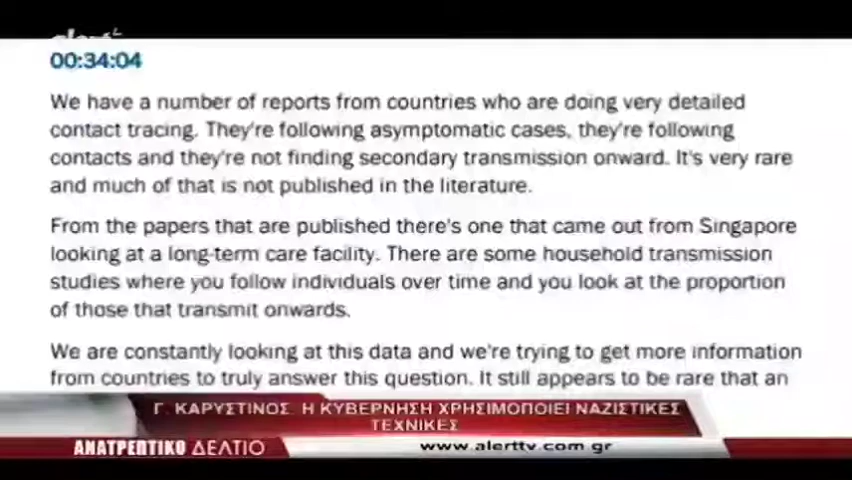 alert
00:34:04
We have a number of reports from countries who are doing very detailed
contact tracing. They're following asymptomatic cases, they're following
contacts and they're not finding secondary transmission onward. It's very rare
and much of that is not published in the literature.
From the papers that are published there's one that came out from Singapore
looking at a long-term care facility. There are some household transmission
studies where you follow individuals over time and you look at the proportion
of those that transmit onwards.
We are constantly looking at this data and we're trying to get more information
from countries to truly answer this question. It still appears to be rare that an
Γ. ΚΑΡΥΣΤΙΝΟΣ: Η ΚΥΒΕΡΝΗΣΗ ΧΡΗΣΙΜΟΠΟΙΕΙ ΝΑΖΙΣΤΙΚΕΣ
ΤΕΧΝΙΚΕΣ
ΑΝΑΤΡΕΠΤΙΚΟ ΔΕΛΤΙΟ
www.alerttv.com gr